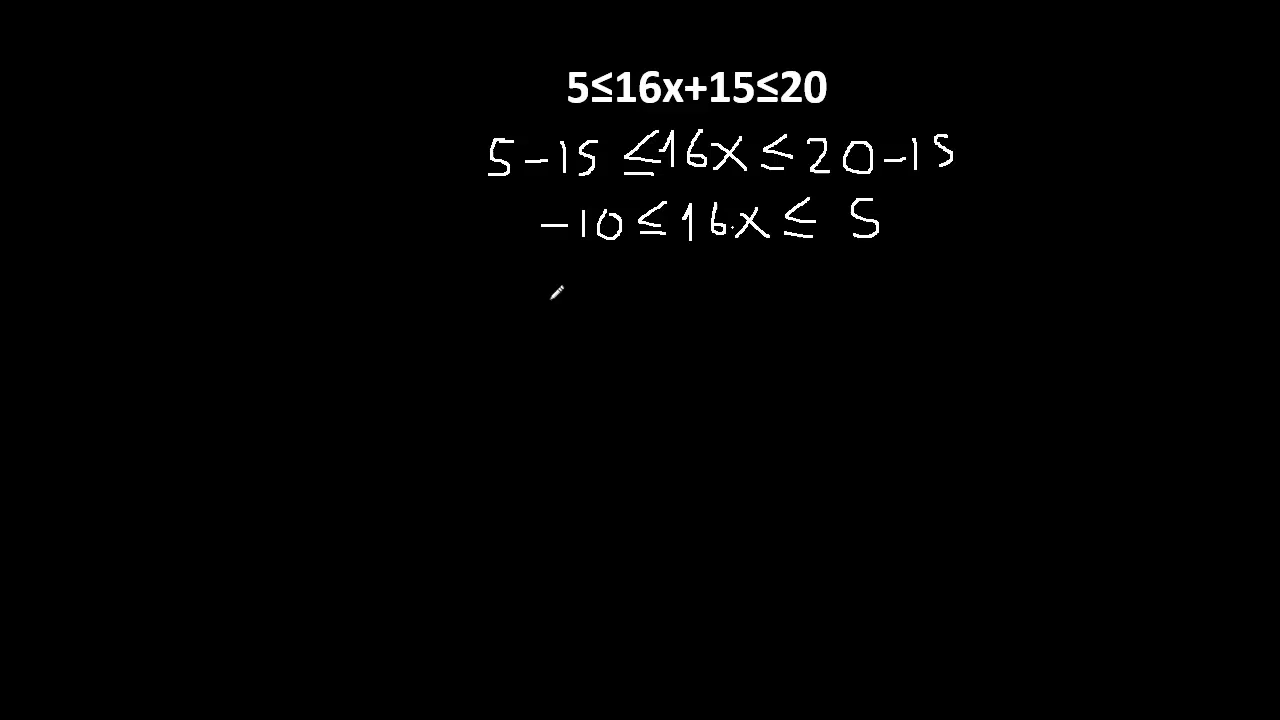 5≤16x+15≤20
5-15 ≤16x ≤ 20-15
-10 ≤ 16x ≤ 5